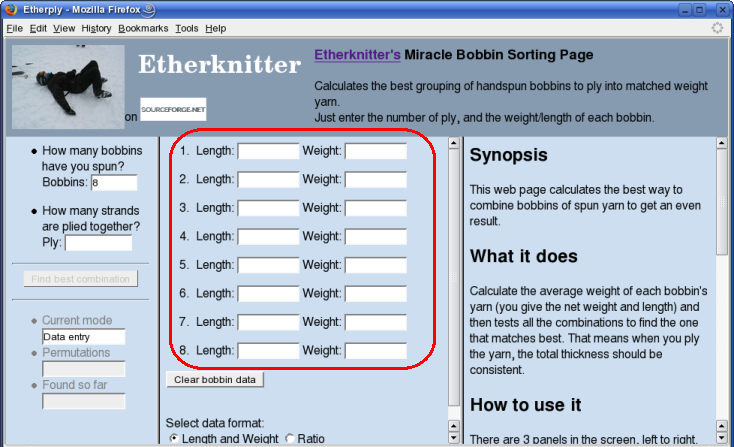 Etherply - Mozilla Firefox
File Edit View History Bookmarks Tools Help
Etherknitter
on SOURCEFORGE.NET
Etherknitter's Miracle Bobbin Sorting Page
Calculates the best grouping of handspun bobbins to ply into matched weight
yarn.
Just enter the number of ply, and the weight/length of each bobbin.
How many bobbins
have you spun?
Bobbins: 8
How many strands
are plied together?
Ply:
Find best combination
Current mode
Data entry
Permutations
Found so far
1. Length: Weight:
2. Length: Weight:
3. Length: Weight:
4. Length: Weight:
5. Length: Weight:
6. Length: Weight:
7. Length: Weight:
8. Length: Weight:
Clear bobbin data
Select data format:
Length and Weight Ratio
Synopsis
This web page calculates the best way to
combine bobbins of spun yarn to get an even
result.
What it does
Calculate the average weight of each bobbin's
yarn (you give the net weight and length) and
then tests all the combinations to find the one
that matches best. That means when you ply
the yarn, the total thickness should be
consistent.
How to use it
There are 3 panels in the screen, left to right.